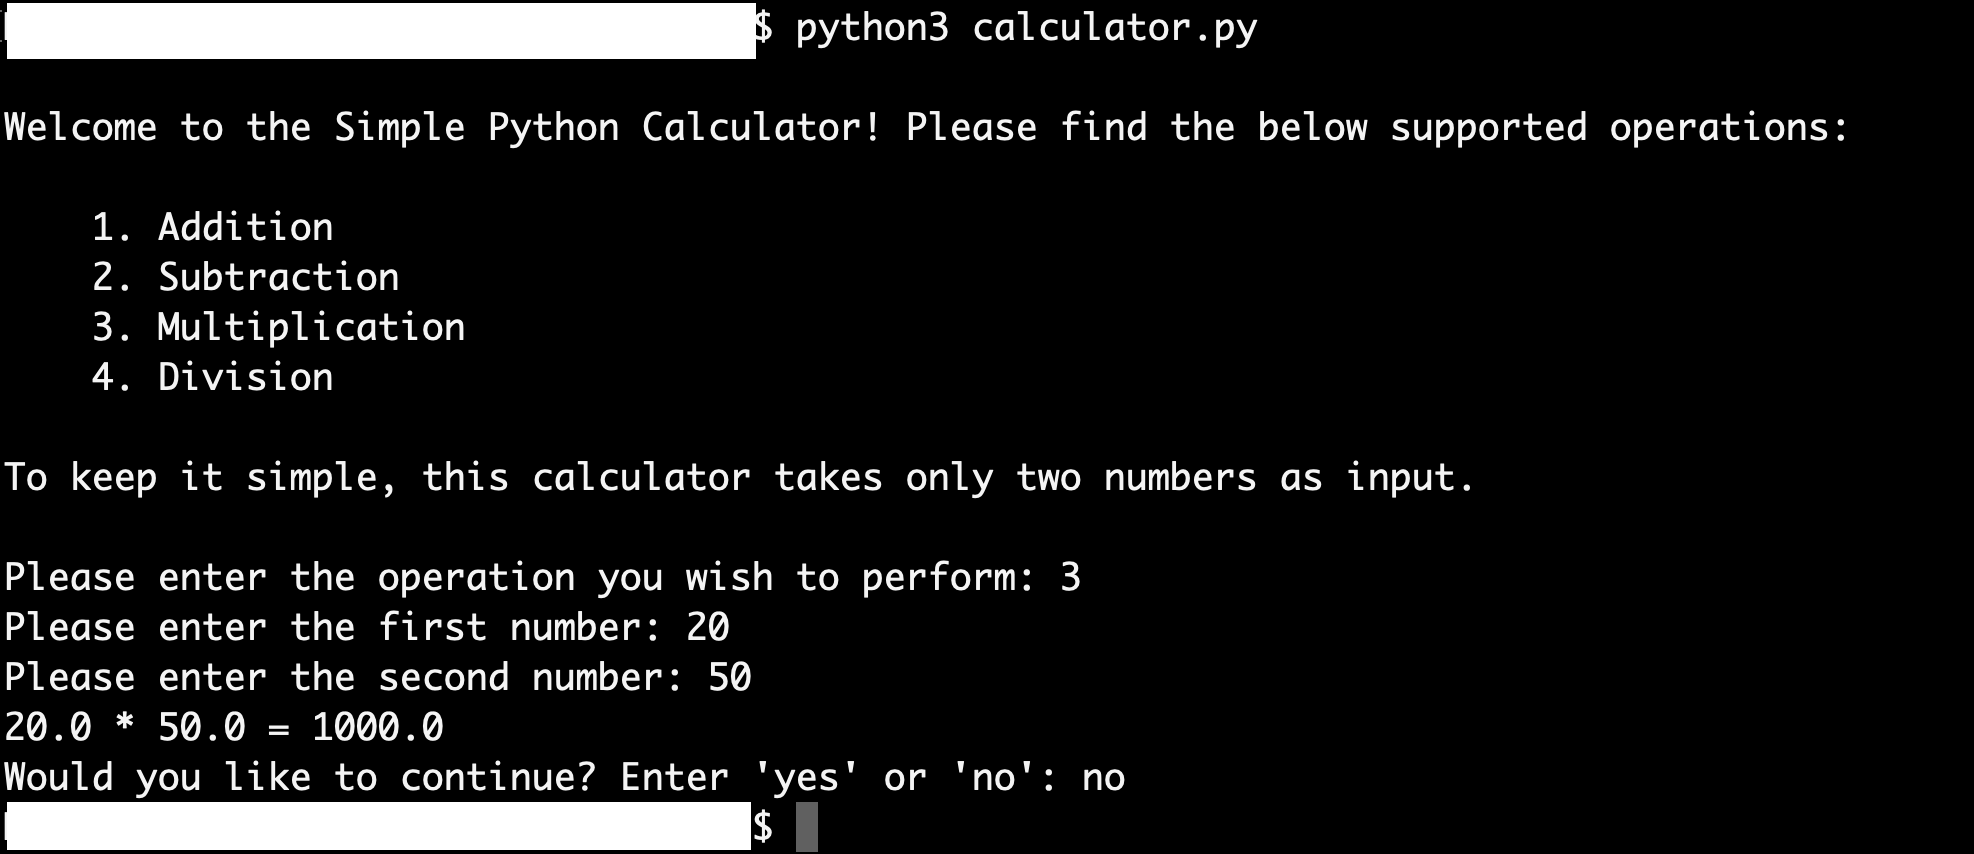 $ python3 calculator.py
Welcome to the Simple Python Calculator! Please find the below supported operations:
1. Addition
2. Subtraction
3. Multiplication
4. Division
To keep it simple, this calculator takes only two numbers as input.
Please enter the operation you wish to perform: 3
Please enter the first number: 20
Please enter the second number: 50
20.0 * 50.0 = 1000.0
Would you like to continue? Enter 'yes' or 'no': no
$